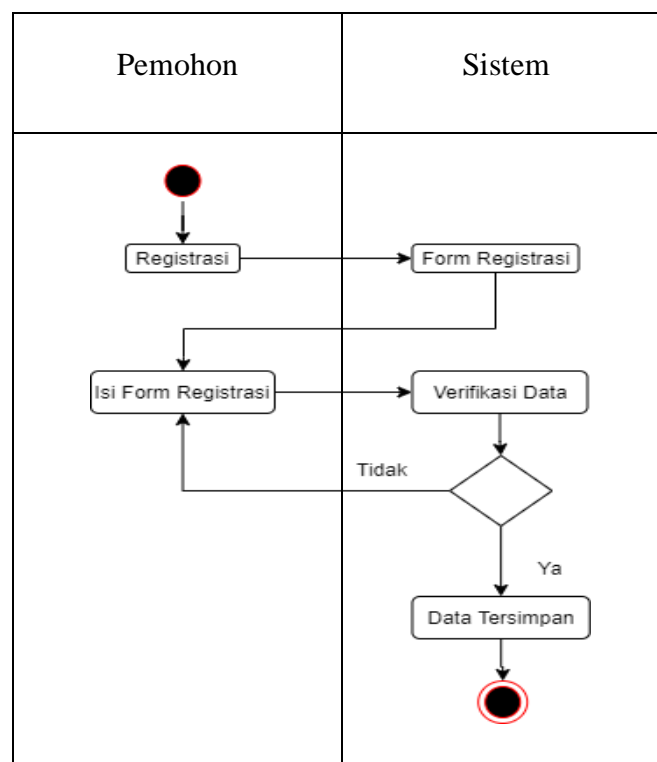 Pemohon
Sistem
Registrasi
Form Registrasi
Isi Form Registrasi
Verifikasi Data
Tidak
Ya
Data Tersimpan